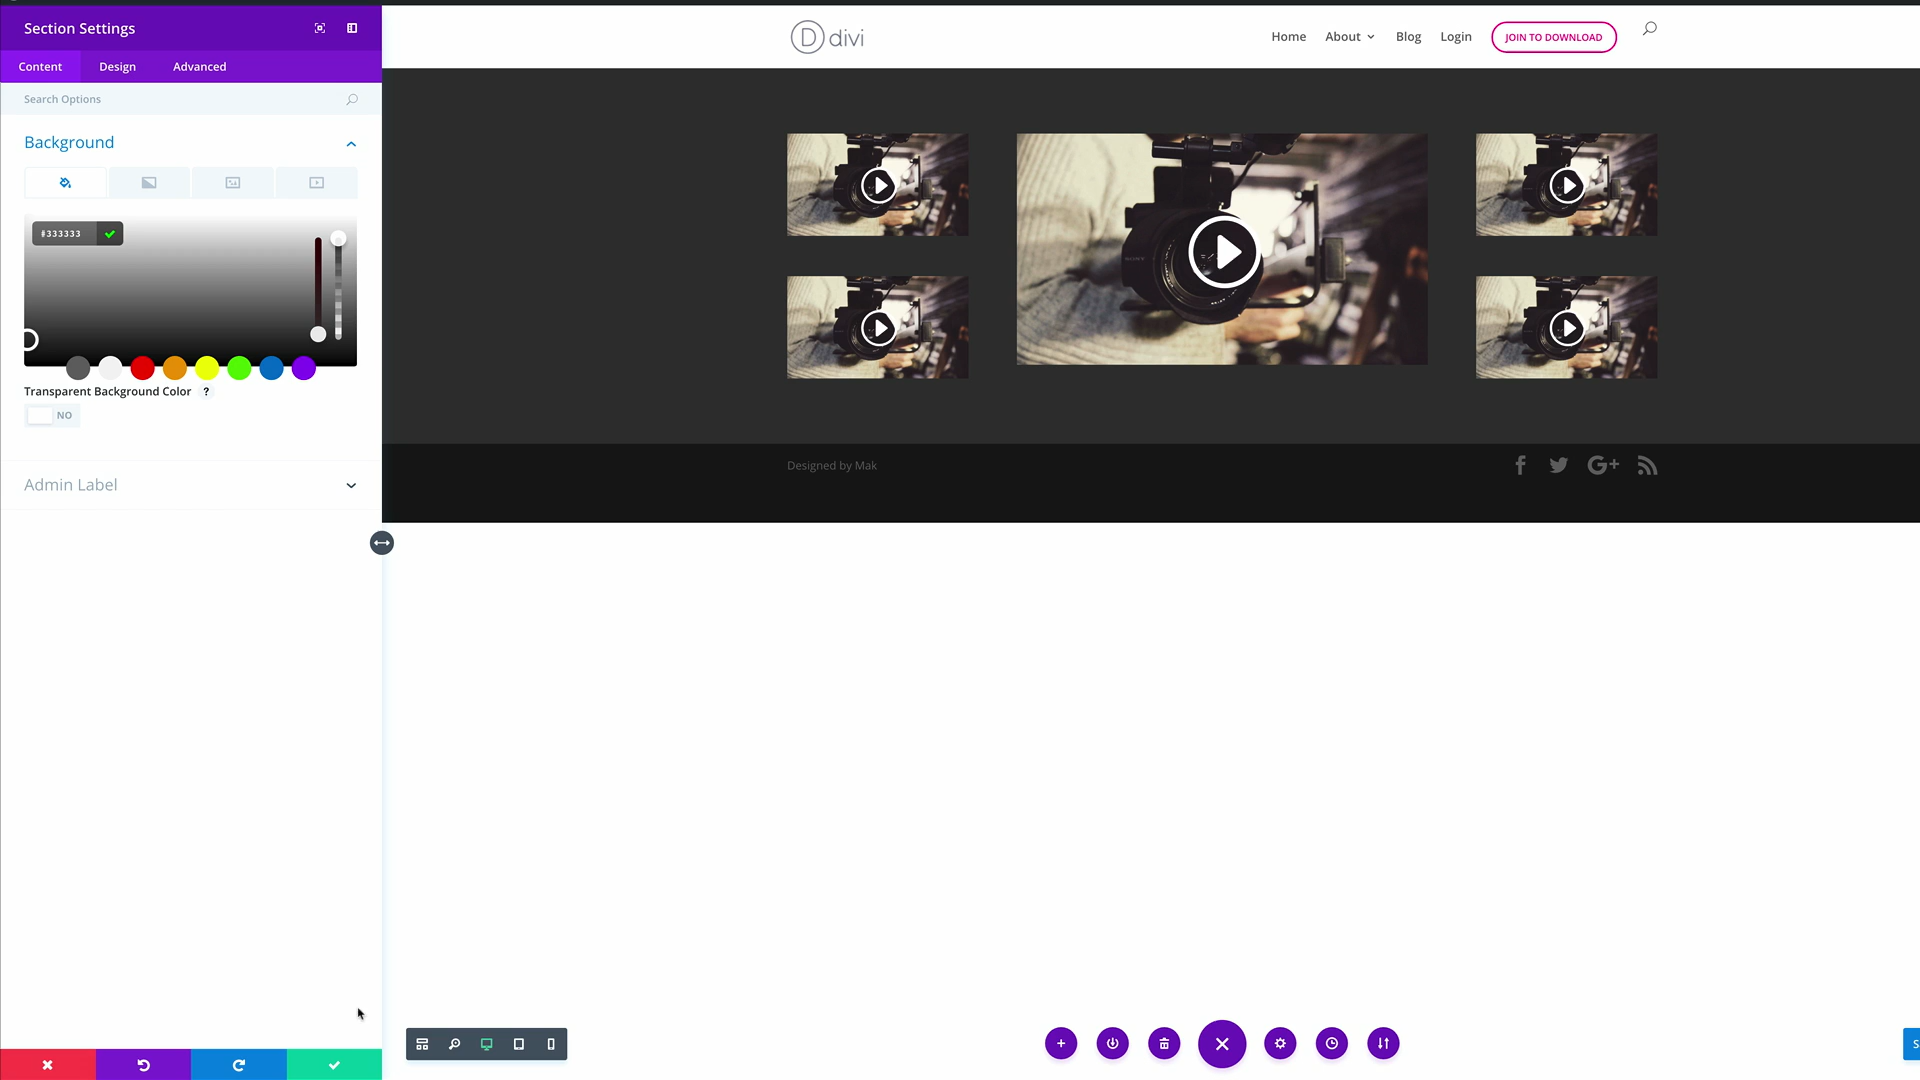 Section Settings
Content Design Advanced
Search Options
Background
#333333
Transparent Background Color ?
NO
Admin Label
D divi
Home About Blog Login JOIN TO DOWNLOAD
SONY
Designed by Mak
G+
S